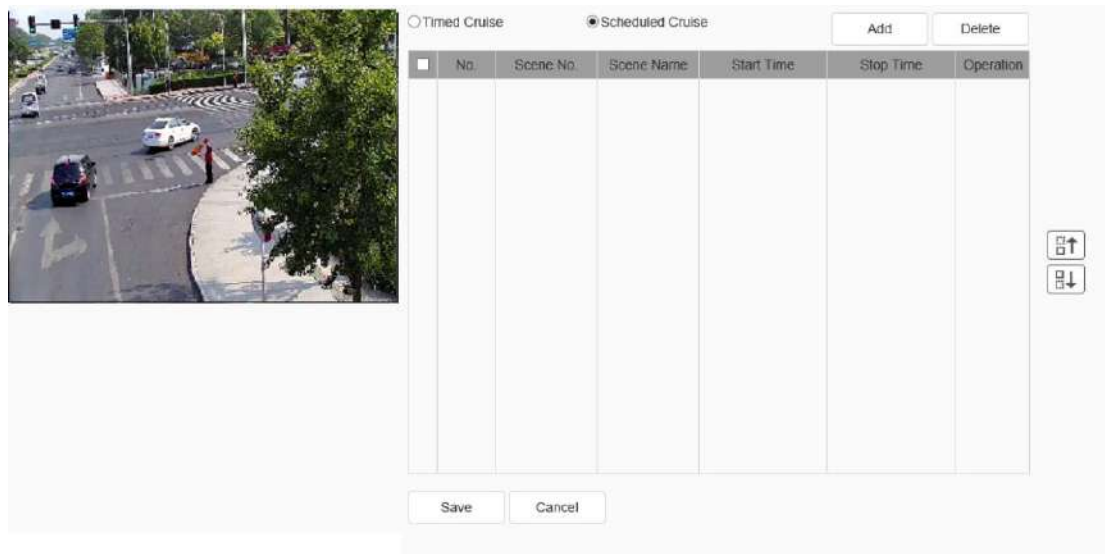 Timed Cruise Scheduled Cruise Add Delete
No. Scene No. Scene Name Start Time Stop Time Operation
Save Cancel